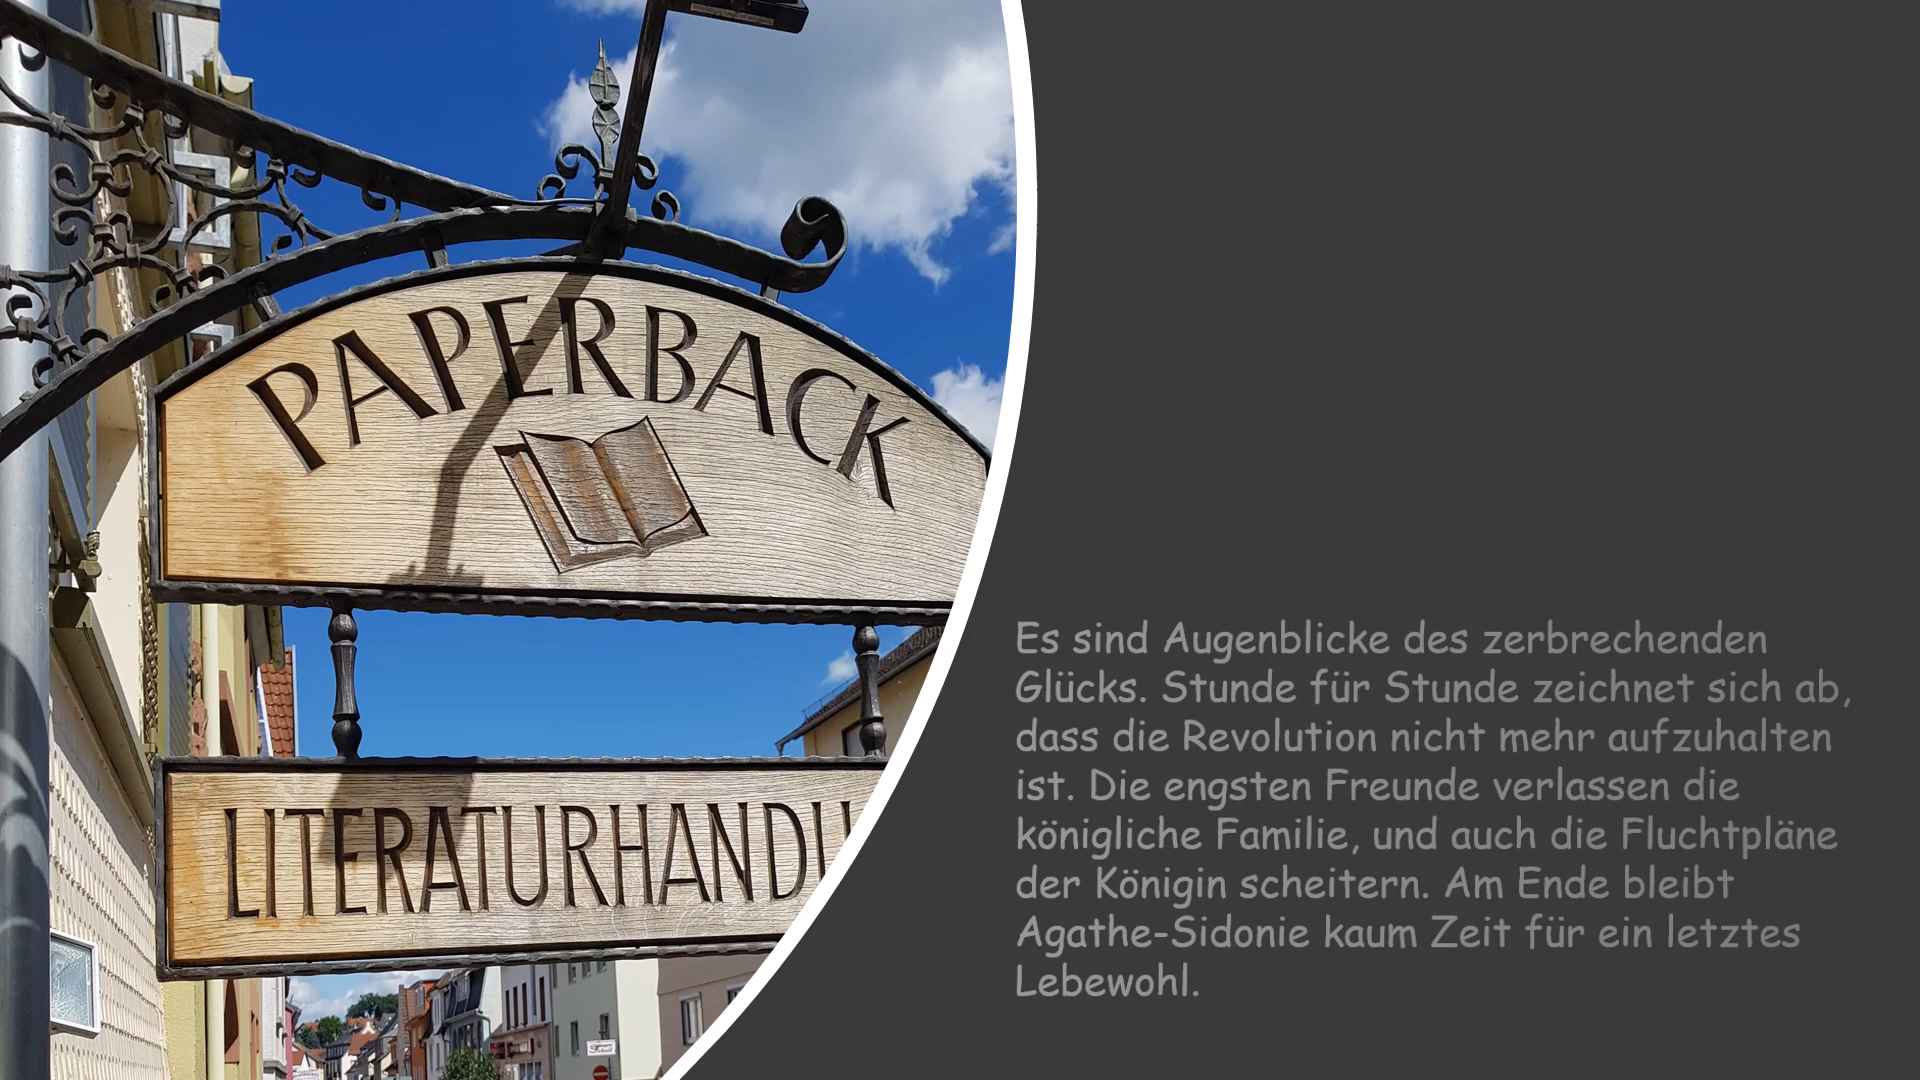 PAPERBACK
LITERATURHANDLU
Es sind Augenblicke des zerbrechenden
Glücks. Stunde für Stunde zeichnet sich ab,
dass die Revolution nicht mehr aufzuhalten
ist. Die engsten Freunde verlassen die
königliche Familie, und auch die Fluchtpläne
der Königin scheitern. Am Ende bleibt
Agathe-Sidonie kaum Zeit für ein letztes
Lebewohl.